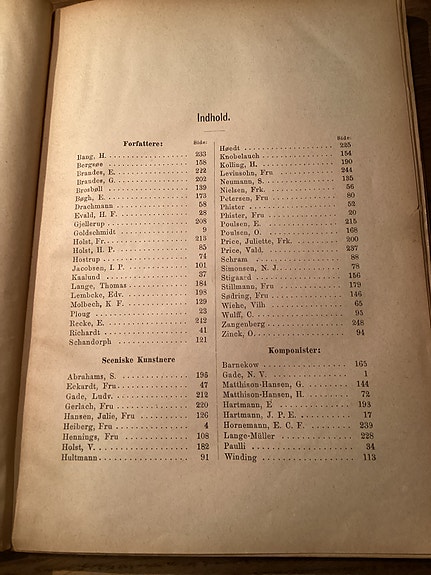 Indhold.
Forfattere: Side:
Bang, H. 233
Bergsøe 158
Brandes, E. 222
Brandes, G. 202
Brosbøll 139
Bøgh, E. 173
Drachmann 58
Evald, H. F. 28
Gjellerup 208
Goldschmidt 9
Holst, Fr. 213
Holst, H. P. 85
Hostrup 74
Jacobsen, I. P. 101
Kaalund 37
Lange, Thomas 184
Lembcke, Edv. 198
Molbech, K. F. 129
Ploug 23
Recke, E. 242
Richardt 41
Schandorph 121
Sceniske Kunstnere
Abrahams, S. 195
Eckardt, Fru 47
Gade, Ludv. 212
Gerlach, Fru 220
Hansen, Julie, Fru 126
Heiberg, Fru 4
Hennings, Fru 108
Holst, V. 182
Hultmann 91
Side:
Høedt 225
Knobelauch 154
Kolling, H. 190
Levinsohn, Fru 244
Neumann, S. 135
Nielsen, Frk. 56
Petersen, Fru 80
Phister 52
Phister, Fru 20
Poulsen, E. 215
Poulsen, O. 168
Price, Juliette, Frk. 200
Price, Vald. 237
Schram 88
Simonsen, N. J. 78
Stigaard 156
Stillmann, Fru 179
Sødring, Fru 146
Wiehe, Vilh 65
Wulff, C. 95
Zangenberg 248
Zinck, O. 94
Komponister:
Barnekow 165
Gade, N. V. 1
Matthison-Hansen, G. 144
Matthison-Hansen, H. 72
Hartmann, E 193
Hartmann, J. P. E. 17
Hornemann, E. C. F. 239
Lange-Müller 228
Paulli 34
Winding 113